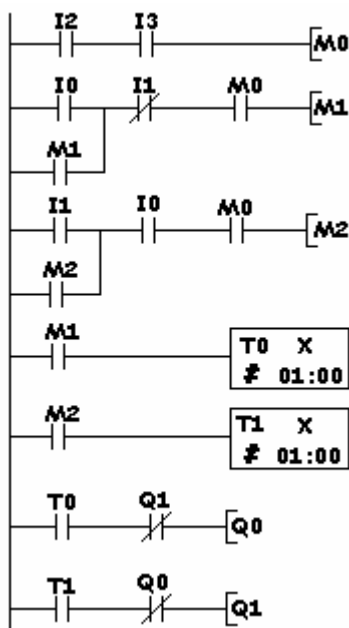 I2 I3
M0
I0 I1 M0
M1
M1
I1 I0 M0
M2
M2
M1
T0 X
# 01:00
M2
T1 X
# 01:00
T0 Q1
Q0
T1 Q0
Q1